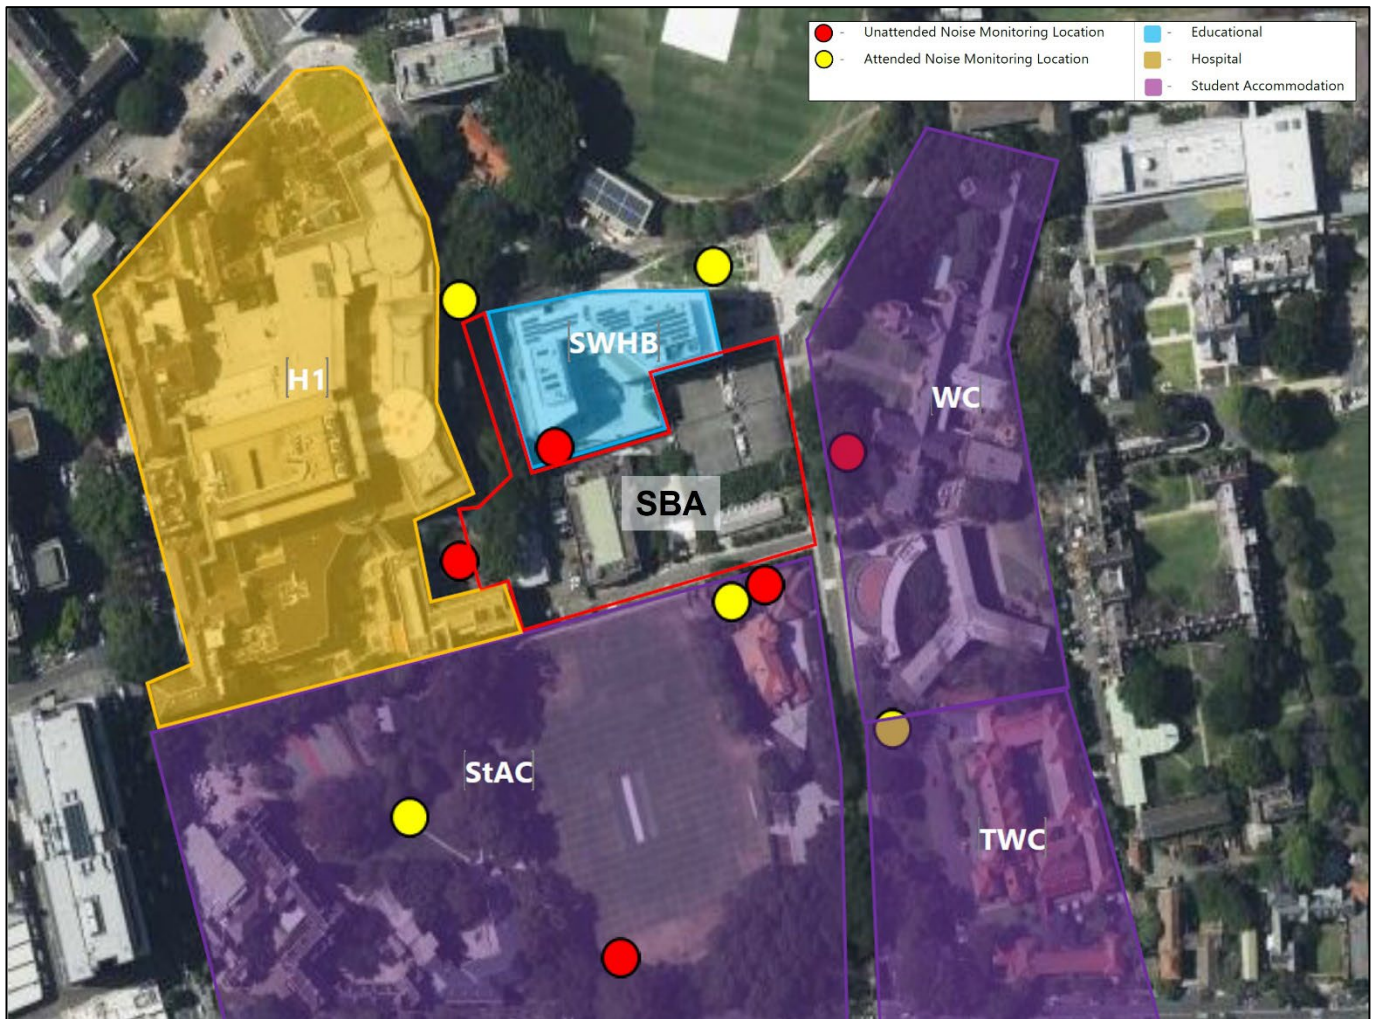 - Unattended Noise Monitoring Location
- Attended Noise Monitoring Location
- Educational
- Hospital
- Student Accommodation
SWHB
H1
WC
SBA
StAC
TWC